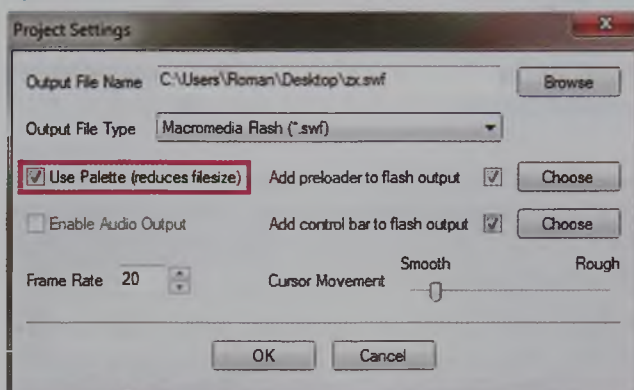 Project Settings
Output File Name C:\Users\Roman\Desktop\zx.swf Browse
Output File Type Macromedia Flash (*.swf)
Use Palette (reduces filesize) Add preloader to flash output Choose
Enable Audio Output Add control bar to flash output Choose
Smooth Rough
Frame Rate 20 Cursor Movement
OK Cancel